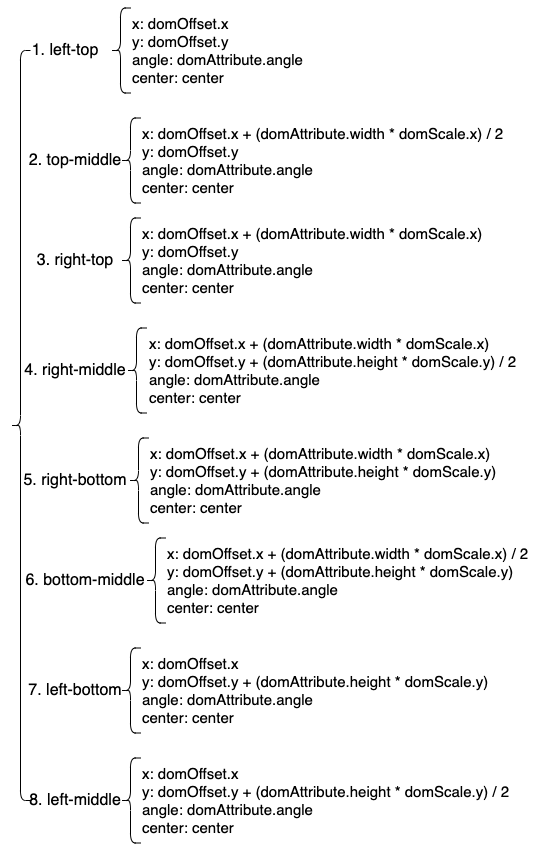 1. left-top
x: domOffset.x
y: domOffset.y
angle: domAttribute.angle
center: center
2. top-middle
x: domOffset.x + (domAttribute.width * domScale.x) / 2
y: domOffset.y
angle: domAttribute.angle
center: center
3. right-top
x: domOffset.x + (domAttribute.width * domScale.x)
y: domOffset.y
angle: domAttribute.angle
center: center
4. right-middle
x: domOffset.x + (domAttribute.width * domScale.x)
y: domOffset.y + (domAttribute.height * domScale.y) / 2
angle: domAttribute.angle
center: center
5. right-bottom
x: domOffset.x + (domAttribute.width * domScale.x)
y: domOffset.y + (domAttribute.height * domScale.y)
angle: domAttribute.angle
center: center
6. bottom-middle
x: domOffset.x + (domAttribute.width * domScale.x) / 2
y: domOffset.y + (domAttribute.height * domScale.y)
angle: domAttribute.angle
center: center
7. left-bottom
x: domOffset.x
y: domOffset.y + (domAttribute.height * domScale.y)
angle: domAttribute.angle
center: center
8. left-middle
x: domOffset.x
y: domOffset.y + (domAttribute.height * domScale.y) / 2
angle: domAttribute.angle
center: center